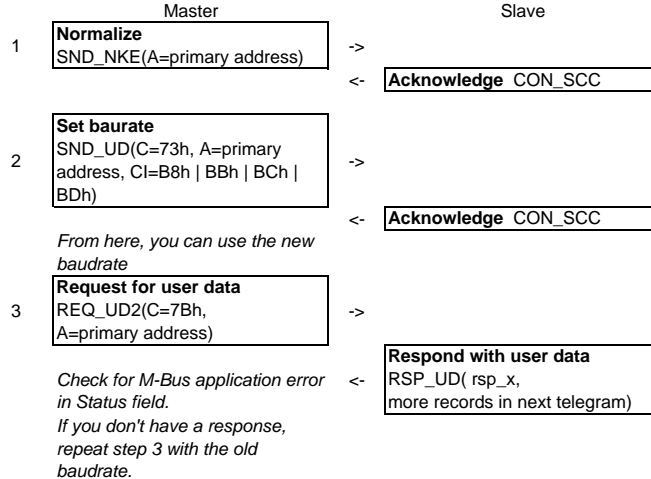 Master Slave
Normalize
1 SND_NKE(A=primary address) ->
<- Acknowledge CON_SCC
Set baurate
SND_UD(C=73h, A=primary
2 address, CI=B8h | BBh | BCh | ->
BDh)
<- Acknowledge CON_SCC
From here, you can use the new
baudrate
Request for user data
3 REQ_UD2(C=7Bh, ->
A=primary address)
Respond with user data
Check for M-Bus application error <- RSP_UD( rsp_x,
in Status field. more records in next telegram)
If you don't have a response,
repeat step 3 with the old
baudrate.